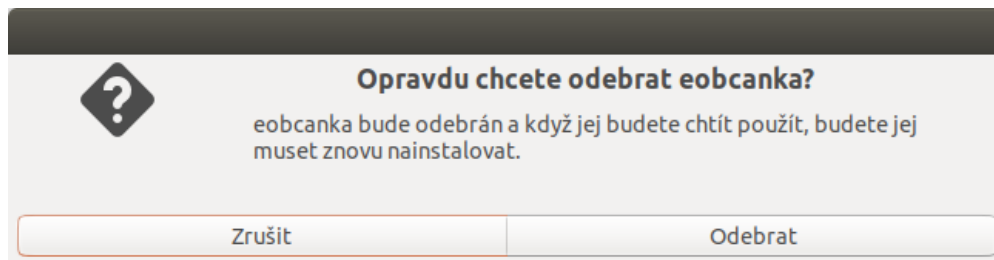 Opravdu chcete odebrat eobcanka?
eobcanka bude odebrán a když jej budete chtít použít, budete jej
muset znovu nainstalovat.
Zrušit
Odebrat